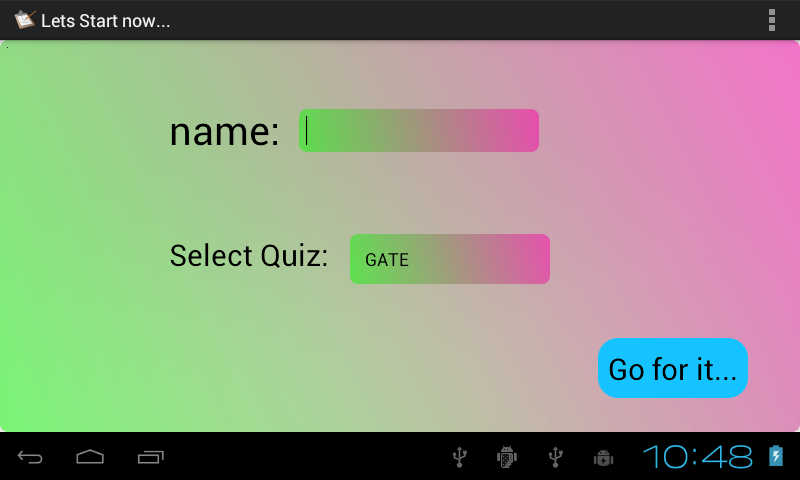 Lets Start now...
name:
Select Quiz: GATE
Go for it...
10:48